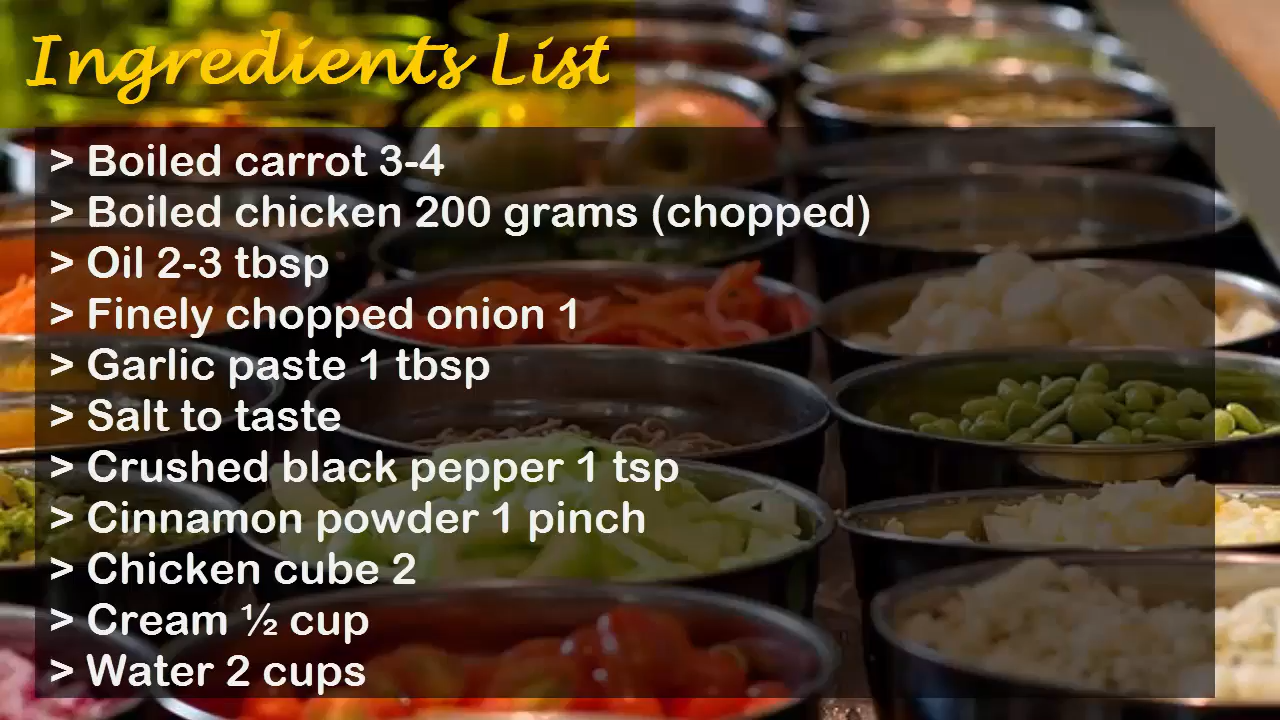 Ingredients List
> Boiled carrot 3-4
> Boiled chicken 200 grams (chopped)
> Oil 2-3 tbsp
> Finely chopped onion 1
> Garlic paste 1 tbsp
> Salt to taste
> Crushed black pepper 1 tsp
> Cinnamon powder 1 pinch
> Chicken cube 2
> Cream ½ cup
> Water 2 cups